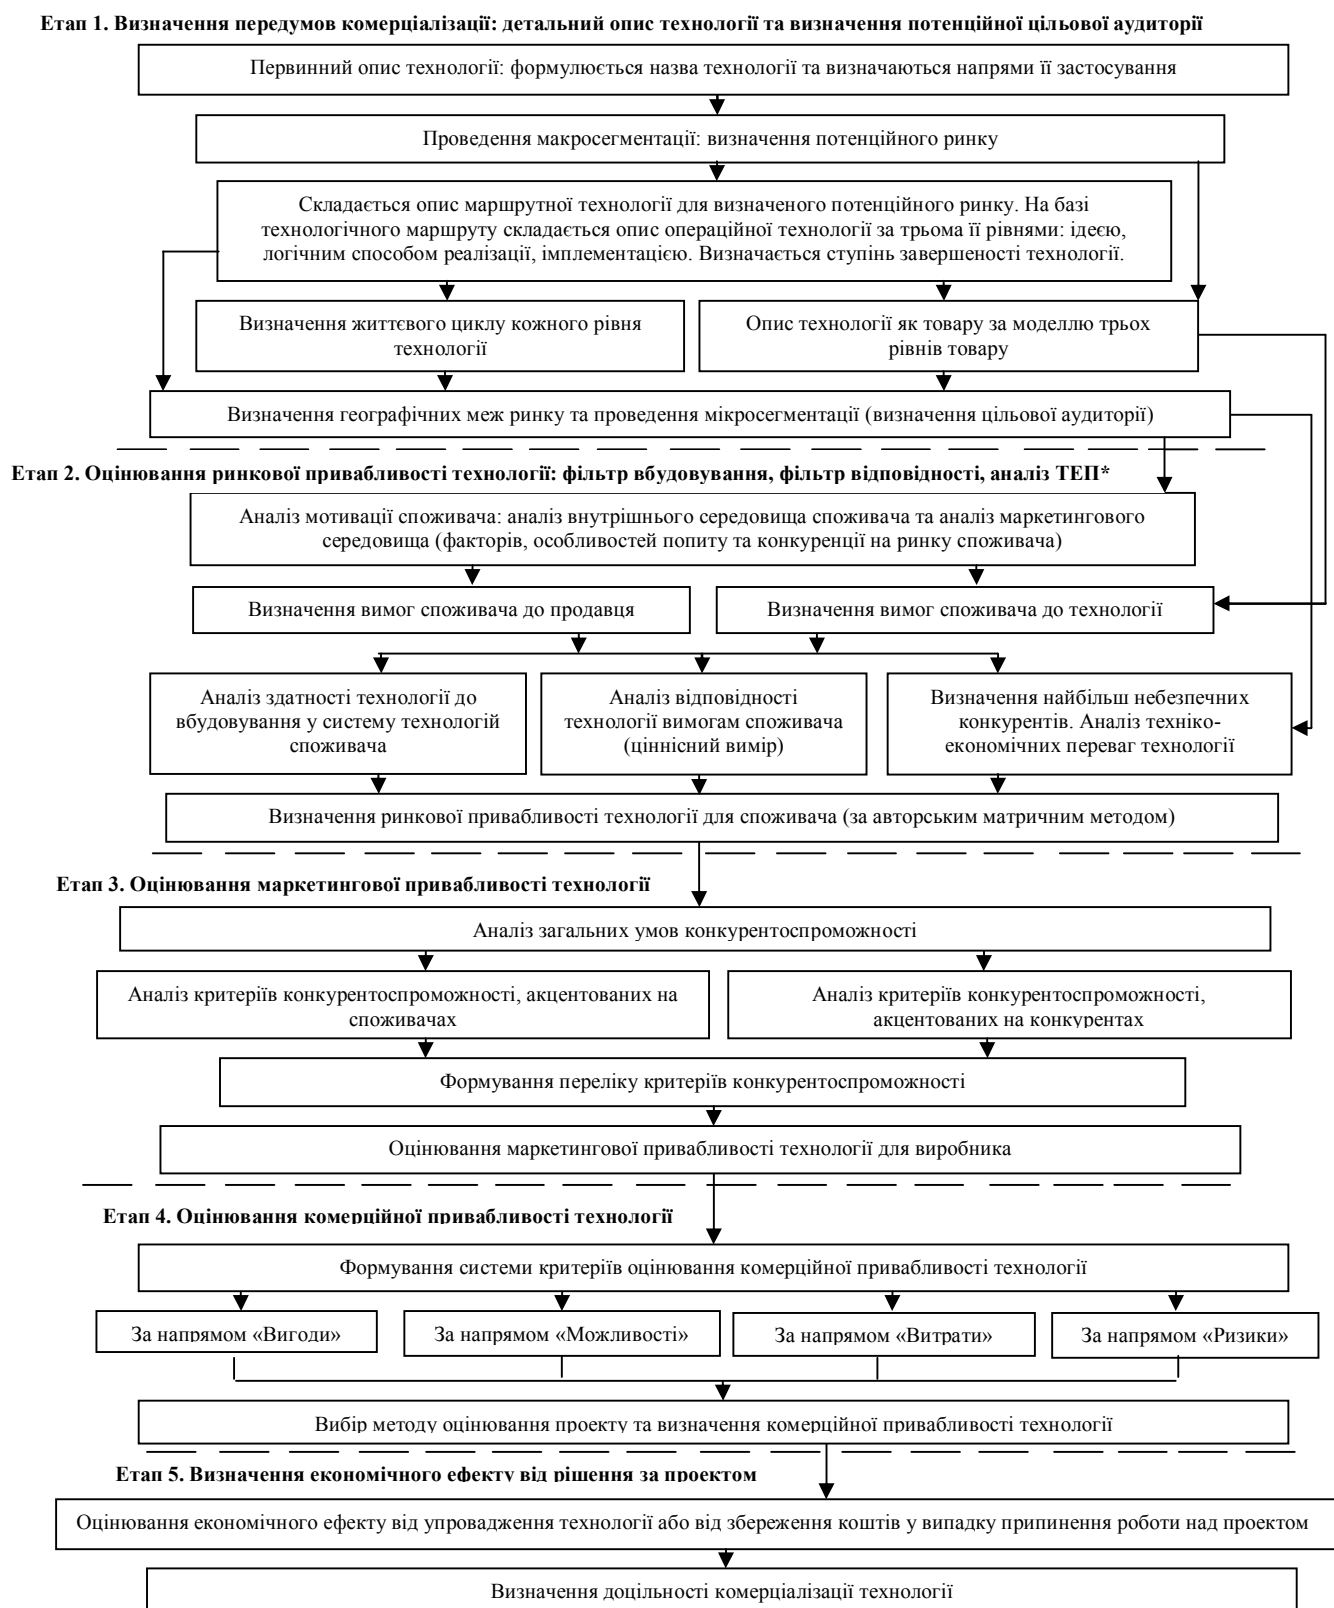 Етап 1. Визначення передумов комерціалізації: детальний опис технології та визначення потенційної цільової аудиторії
Первинний опис технології: формулюється назва технології та визначаються напрями її застосування
Проведення макросегментації: визначення потенційного ринку
Складається опис маршрутної технології для визначеного потенційного ринку. На базі
технологічного маршруту складається опис операційної технології за трьома її рівнями: ідеєю,
логічним способом реалізації, імплементацією. Визначається ступінь завершеності технології.
Визначення життєвого циклу кожного рівня
технології
Опис технології як товару за моделлю трьох
рівнів товару
Визначення географічних меж ринку та проведення мікросегментації (визначення цільової аудиторії)
Етап 2. Оцінювання ринкової привабливості технології: фільтр вбудовування, фільтр відповідності, аналіз ТЕП*
Аналіз мотивації споживача: аналіз внутрішнього середовища споживача та аналіз маркетингового
середовища (факторів, особливостей попиту та конкуренції на ринку споживача)
Визначення вимог споживача до продавця
Визначення вимог споживача до технології
Аналіз здатності технології до
вбудовування у систему технологій
споживача
Аналіз відповідності
технології вимогам споживача
(ціннісний вимір)
Визначення найбільш небезпечних
конкурентів. Аналіз техніко-
економічних переваг технології
Визначення ринкової привабливості технології для споживача (за авторським матричним методом)
Етап 3. Оцінювання маркетингової привабливості технології
Аналіз загальних умов конкурентоспроможності
Аналіз критеріїв конкурентоспроможності, акцентованих на
споживачах
Аналіз критеріїв конкурентоспроможності,
акцентованих на конкурентах
Формування переліку критеріїв конкурентоспроможності
Оцінювання маркетингової привабливості технології для виробника
Етап 4. Оцінювання комерційної привабливості технології
Формування системи критеріїв оцінювання комерційної привабливості технології
За напрямом «Вигоди»
За напрямом «Можливості»
За напрямом «Витрати»
За напрямом «Ризики»
Вибір методу оцінювання проекту та визначення комерційної привабливості технології
Етап 5. Визначення економічного ефекту від рішення за проектом
Оцінювання економічного ефекту від упровадження технології або від збереження коштів у випадку припинення роботи над проектом
Визначення доцільності комерціалізації технології